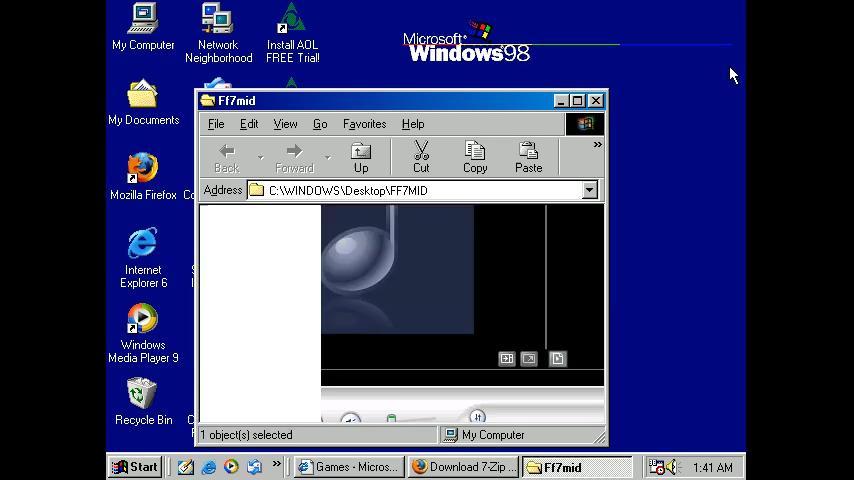 My Computer
Network
Neighborhood
Install AOL
FREE Trial!
Microsoft
Windows 98
My Documents
Mozilla Firefox
Internet
Explorer 6
Windows
Media Player 9
Recycle Bin
Ff7mid
File Edit View Go Favorites Help
Back Forward Up Cut Copy Paste »
Address C:\WINDOWS\Desktop\FF7MID
1 object(s) selected My Computer
Start » Games - Micros... Download 7-Zip ... Ff7mid 1:41 AM